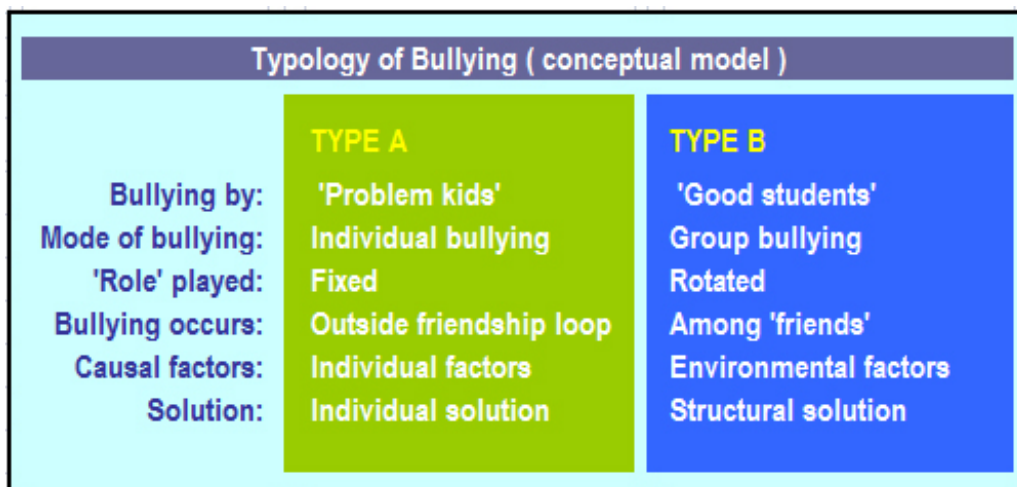 Typology of Bullying ( conceptual model )
TYPE A TYPE B
Bullying by: 'Problem kids' 'Good students'
Mode of bullying: Individual bullying Group bullying
'Role' played: Fixed Rotated
Bullying occurs: Outside friendship loop Among 'friends'
Causal factors: Individual factors Environmental factors
Solution: Individual solution Structural solution